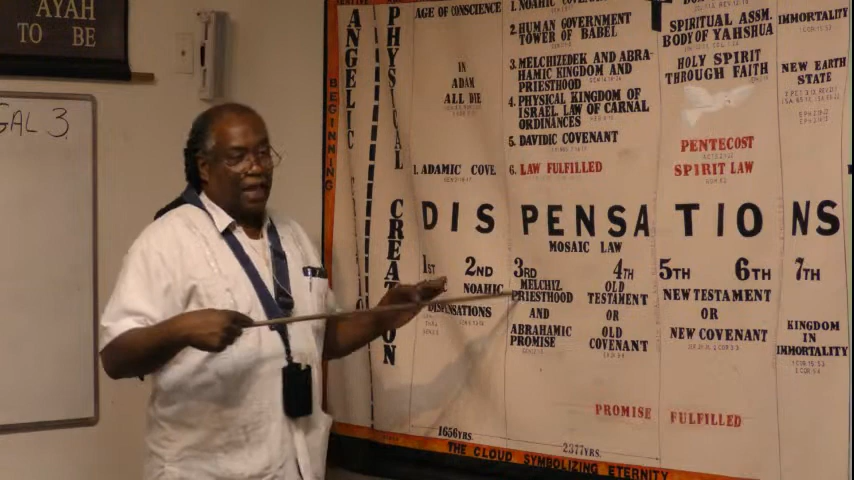 AYAH
TO BE
GAL 3
BEGINNING
ANGELIC
PHYSICAL
CREATION
AGE OF CONSCIENCE
IN
ADAM
ALL DIE
1. ADAMIC COVE.
1. NOAHIC
2. HUMAN GOVERNMENT
TOWER OF BABEL
3. MELCHIZEDEK AND ABRA-
HAMIC KINGDOM AND
PRIESTHOOD
4. PHYSICAL KINGDOM OF
ISRAEL LAW OF CARNAL
ORDINANCES
5. DAVIDIC COVENANT
6. LAW FULFILLED
SPIRITUAL ASSM.
BODY OF YAHSHUA
HOLY SPIRIT
THROUGH FAITH
PENTECOST
SPIRIT LAW
IMMORTALITY
NEW EARTH
STATE
DISPENSATIONS
MOSAIC LAW
1ST 2ND 3RD 4TH 5TH 6TH 7TH
NOAHIC
DISPENSATIONS
MELCHIZ
PRIESTHOOD
AND
ABRAHAMIC
PROMISE
OLD
TESTAMENT
OR
OLD
COVENANT
NEW TESTAMENT
OR
NEW COVENANT
KINGDOM
IN
IMMORTALITY
PROMISE FULFILLED
1656YRS.
2377YRS.
THE CLOUD SYMBOLIZING ETERNITY